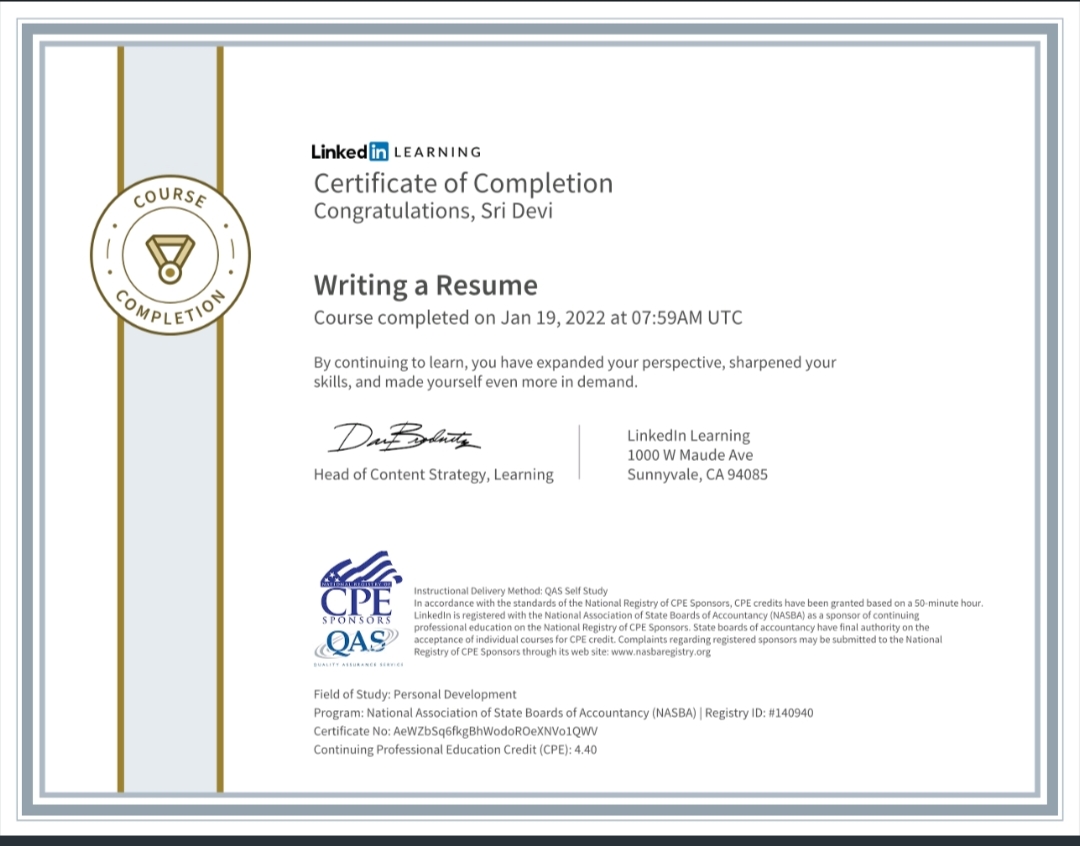 COURSE
COMPLETION
Linked in LEARNING
Certificate of Completion
Congratulations, Sri Devi
Writing a Resume
Course completed on Jan 19, 2022 at 07:59AM UTC
By continuing to learn, you have expanded your perspective, sharpened your
skills, and made yourself even more in demand.
Head of Content Strategy, Learning
LinkedIn Learning
1000 W Maude Ave
Sunnyvale, CA 94085
NATIONAL REGISTRY OF
CPE
SPONSORS
QAS
QUALITY ASSURANCE SERVICE
Instructional Delivery Method: QAS Self Study
In accordance with the standards of the National Registry of CPE Sponsors, CPE credits have been granted based on a 50-minute hour.
LinkedIn is registered with the National Association of State Boards of Accountancy (NASBA) as a sponsor of continuing
professional education on the National Registry of CPE Sponsors. State boards of accountancy have final authority on the
acceptance of individual courses for CPE credit. Complaints regarding registered sponsors may be submitted to the National
Registry of CPE Sponsors through its web site: www.nasbaregistry.org
Field of Study: Personal Development
Program: National Association of State Boards of Accountancy (NASBA) | Registry ID: #140940
Certificate No: AeWZbSq6fkgBhWodoROeXNVo1QWV
Continuing Professional Education Credit (CPE): 4.40